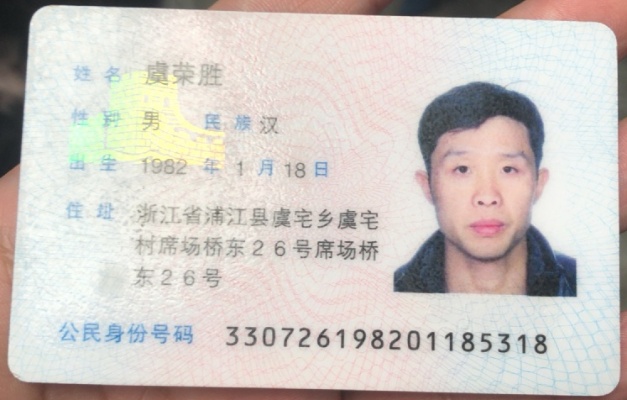 姓名 虞荣胜
性别 男 民族 汉
出生 1982 年 1 月 18 日
住址 浙江省浦江县虞宅乡虞宅
村席场桥东26号席场桥
东26号
公民身份号码 330726198201185318